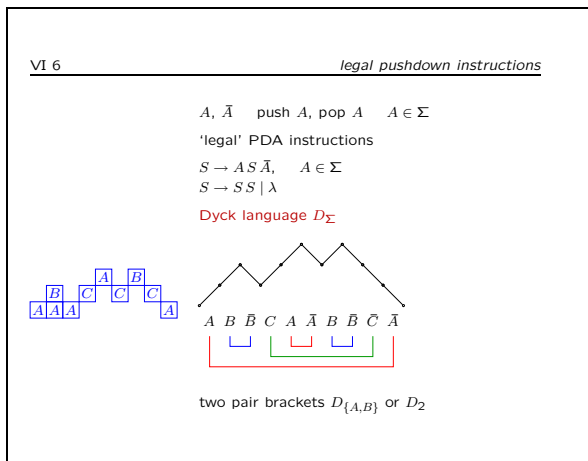 VI 6 legal pushdown instructions
A, Ā push A, pop A A ∈ Σ
‘legal’ PDA instructions
S → A S Ā, A ∈ Σ
S → S S | λ
Dyck language D_Σ
A B
B C C C
A A A A
A B B̄ C A Ā B B̄ C̄ Ā
two pair brackets D_{A,B} or D_2